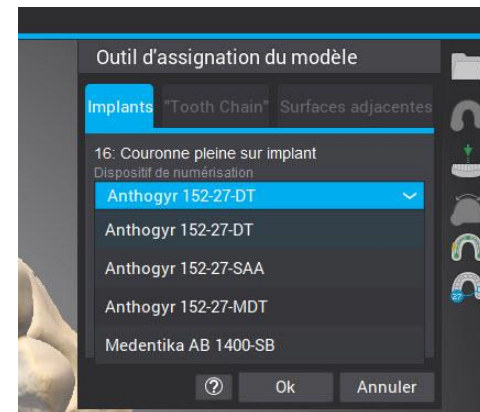 Outil d'assignation du modèle
Implants "Tooth Chain" Surfaces adjacentes
16: Couronne pleine sur implant
Dispositif de numérisation
Anthogyr 152-27-DT
Anthogyr 152-27-DT
Anthogyr 152-27-SAA
Anthogyr 152-27-MDT
Medentika AB 1400-SB
? Ok Annuler
27